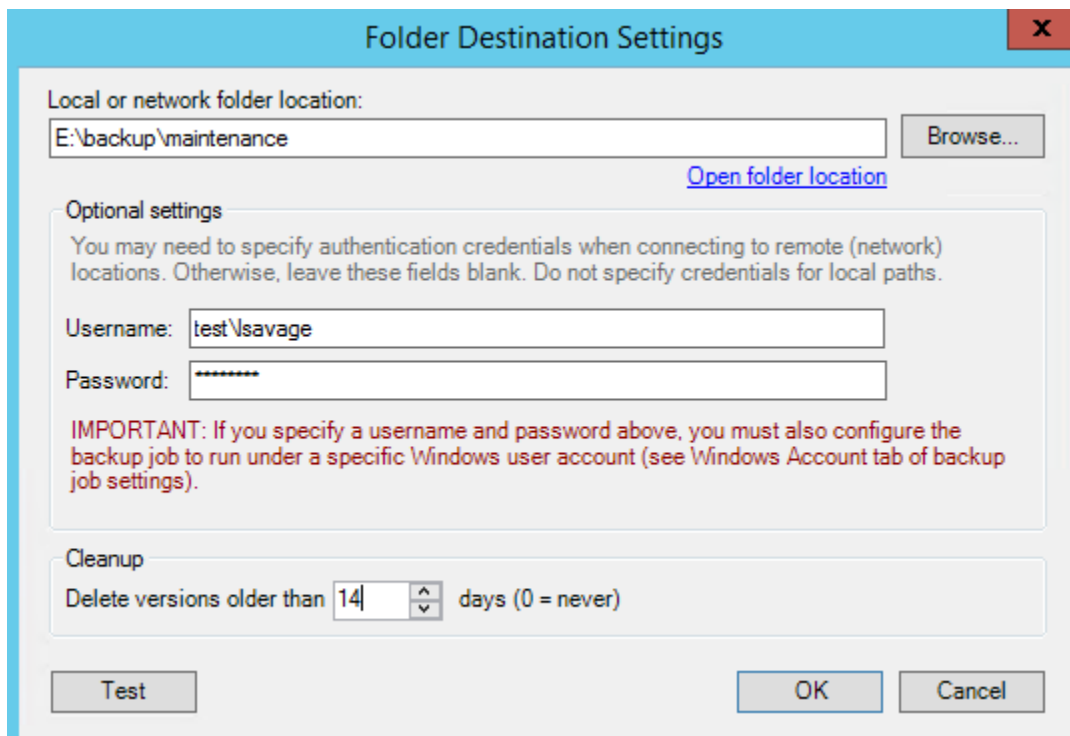 Folder Destination Settings
x
Local or network folder location:
E:\backup\maintenance
Browse...
Open folder location
Optional settings
You may need to specify authentication credentials when connecting to remote (network)
locations. Otherwise, leave these fields blank. Do not specify credentials for local paths.
Username: test\lsavage
Password: ********
IMPORTANT: If you specify a username and password above, you must also configure the
backup job to run under a specific Windows user account (see Windows Account tab of backup
job settings).
Cleanup
Delete versions older than 14 days (0 = never)
Test
OK
Cancel